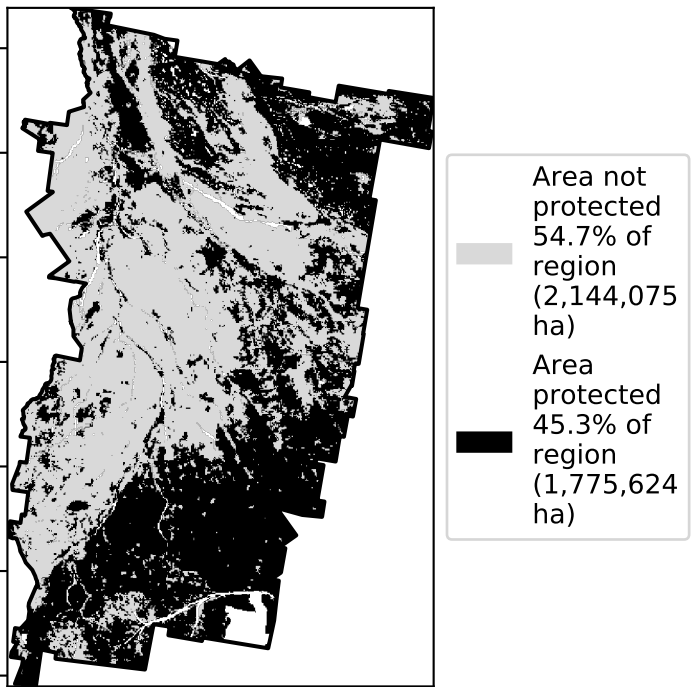 Area not
protected
54.7% of
region
(2,144,075
ha)
Area
protected
45.3% of
region
(1,775,624
ha)